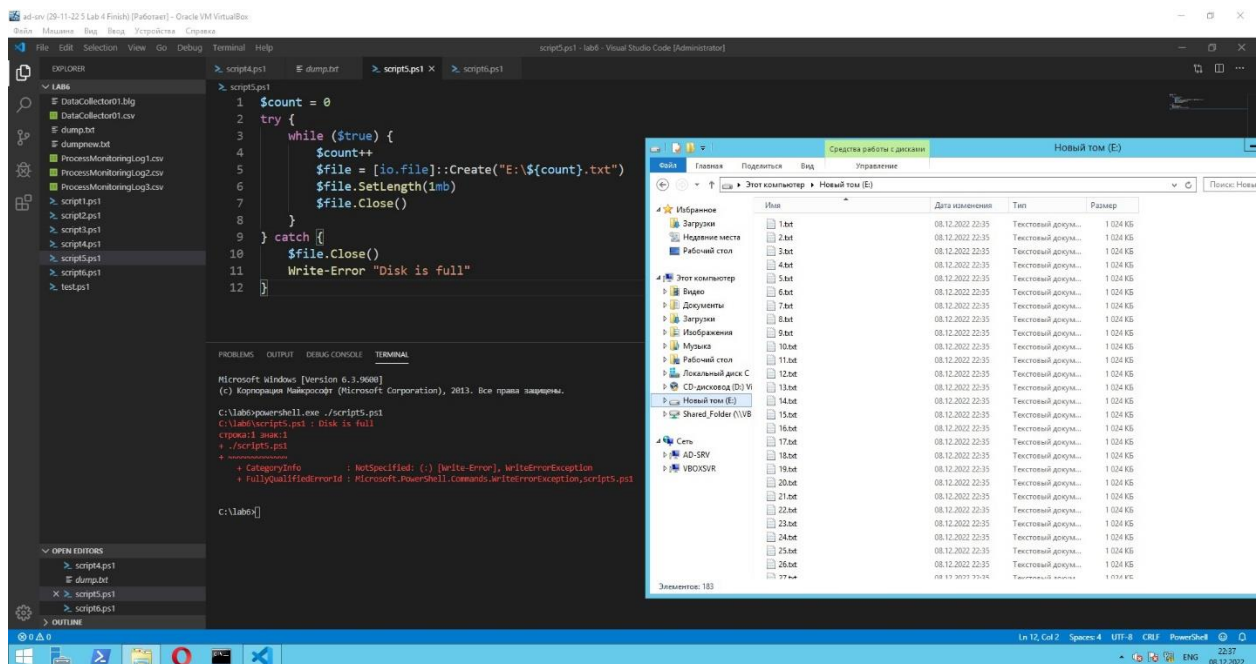 ad-srv (29-11-22 5 Lab 4 Finich) [Работает] - Oracle VM VirtualBox
Файл Машина Вид Ввод Устройства Справка
File Edit Selection View Go Debug Terminal Help
script5.ps1 - lab6 - Visual Studio Code [Administrator]
EXPLORER
LAB6
DataCollector01.blg
DataCollector01.csv
dump.txt
dumpnew.txt
ProcessMonitoringLog1.csv
ProcessMonitoringLog2.csv
ProcessMonitoringLog3.csv
script1.ps1
script2.ps1
script3.ps1
script4.ps1
script5.ps1
script6.ps1
test.ps1
OPEN EDITORS
script4.ps1
dump.txt
script5.ps1
script6.ps1
OUTLINE
script4.ps1 dump.txt script5.ps1 script6.ps1
script5.ps1
1 $count = 0
2 try {
3 while ($true) {
4 $count++
5 $file = [io.file]::Create("E:\${count}.txt")
6 $file.SetLength(1mb)
7 $file.Close()
8 }
9 } catch {
10 $file.Close()
11 Write-Error "Disk is full"
12 }
PROBLEMS OUTPUT DEBUG CONSOLE TERMINAL
Microsoft Windows [Version 6.3.9600]
(c) Корпорация Майкрософт (Microsoft Corporation), 2013. Все права защищены.
C:\lab6>powershell.exe ./script5.ps1
C:\lab6\script5.ps1 : Disk is full
строка:1 знак:1
+ ./script5.ps1
+ ~~~~~~~~~~~~~
+ CategoryInfo : NotSpecified: (:) [Write-Error], WriteErrorException
+ FullyQualifiedErrorId : Microsoft.PowerShell.Commands.WriteErrorException,script5.ps1
C:\lab6>
Средства работы с дисками
Новый том (E:)
Файл Главная Поделиться Вид Управление
Этот компьютер Новый том (E:)
Поиск: Новы
Избранное
Загрузки
Недавние места
Рабочий стол
Этот компьютер
Видео
Документы
Загрузки
Изображения
Музыка
Рабочий стол
Локальный диск C
CD-дисковод (D:) Vi
Новый том (E:)
Shared_Folder (\\VB
Сеть
AD-SRV
VBOXSVR
Имя Дата изменения Тип Размер
1.txt 08.12.2022 22:35 Текстовый докум... 1 024 КБ
2.txt 08.12.2022 22:35 Текстовый докум... 1 024 КБ
3.txt 08.12.2022 22:35 Текстовый докум... 1 024 КБ
4.txt 08.12.2022 22:35 Текстовый докум... 1 024 КБ
5.txt 08.12.2022 22:35 Текстовый докум... 1 024 КБ
6.txt 08.12.2022 22:35 Текстовый докум... 1 024 КБ
7.txt 08.12.2022 22:35 Текстовый докум... 1 024 КБ
8.txt 08.12.2022 22:35 Текстовый докум... 1 024 КБ
9.txt 08.12.2022 22:35 Текстовый докум... 1 024 КБ
10.txt 08.12.2022 22:35 Текстовый докум... 1 024 КБ
11.txt 08.12.2022 22:35 Текстовый докум... 1 024 КБ
12.txt 08.12.2022 22:35 Текстовый докум... 1 024 КБ
13.txt 08.12.2022 22:35 Текстовый докум... 1 024 КБ
14.txt 08.12.2022 22:35 Текстовый докум... 1 024 КБ
15.txt 08.12.2022 22:35 Текстовый докум... 1 024 КБ
16.txt 08.12.2022 22:35 Текстовый докум... 1 024 КБ
17.txt 08.12.2022 22:35 Текстовый докум... 1 024 КБ
18.txt 08.12.2022 22:35 Текстовый докум... 1 024 КБ
19.txt 08.12.2022 22:35 Текстовый докум... 1 024 КБ
20.txt 08.12.2022 22:35 Текстовый докум... 1 024 КБ
21.txt 08.12.2022 22:35 Текстовый докум... 1 024 КБ
22.txt 08.12.2022 22:35 Текстовый докум... 1 024 КБ
23.txt 08.12.2022 22:35 Текстовый докум... 1 024 КБ
24.txt 08.12.2022 22:35 Текстовый докум... 1 024 КБ
25.txt 08.12.2022 22:35 Текстовый докум... 1 024 КБ
26.txt 08.12.2022 22:35 Текстовый докум... 1 024 КБ
27.txt 08.12.2022 22:35 Текстовый докум... 1 024 КБ
Элементов: 183
0 0
Ln 12, Col 2 Spaces: 4 UTF-8 CRLF PowerShell
ENG 22:37
08.12.2022